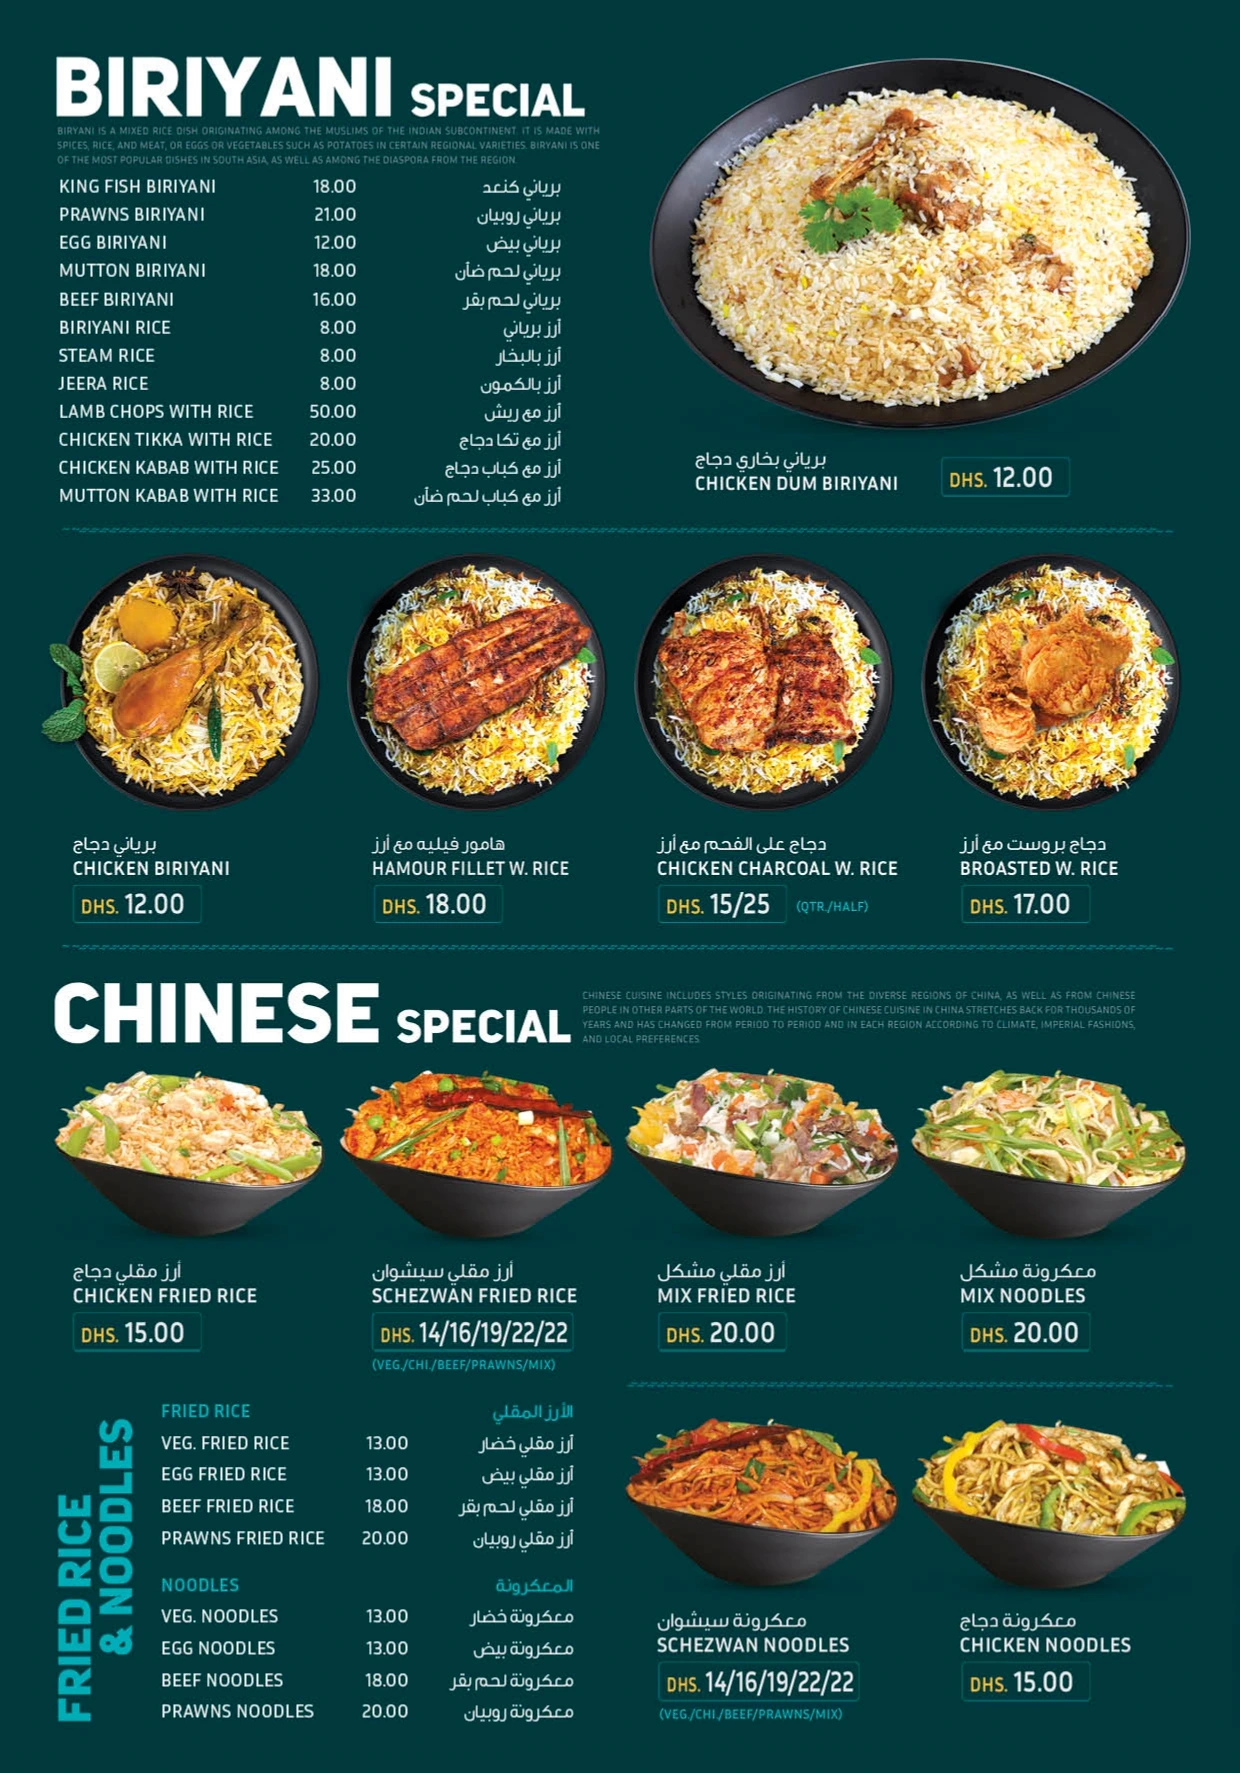 BIRIYANI SPECIAL
BIRYANI IS A MIXED RICE DISH ORIGINATING AMONG THE MUSLIMS OF THE INDIAN SUBCONTINENT. IT IS MADE WITH
SPICES, RICE, AND MEAT, OR EGGS OR VEGETABLES SUCH AS POTATOES IN CERTAIN REGIONAL VARIETIES. BIRYANI IS ONE
OF THE MOST POPULAR DISHES IN SOUTH ASIA, AS WELL AS AMONG THE DIASPORA FROM THE REGION.
KING FISH BIRIYANI 18.00 برياني كنعد
PRAWNS BIRIYANI 21.00 برياني روبيان
EGG BIRIYANI 12.00 برياني بيض
MUTTON BIRIYANI 18.00 برياني لحم ضأن
BEEF BIRIYANI 16.00 برياني لحم بقر
BIRIYANI RICE 8.00 أرز برياني
STEAM RICE 8.00 أرز بالبخار
JEERA RICE 8.00 أرز بالكمون
LAMB CHOPS WITH RICE 50.00 أرز مع ريش
CHICKEN TIKKA WITH RICE 20.00 أرز مع تكا دجاج
CHICKEN KABAB WITH RICE 25.00 أرز مع كباب دجاج
MUTTON KABAB WITH RICE 33.00 أرز مع كباب لحم ضأن
برياني بخاري دجاج
CHICKEN DUM BIRIYANI DHS. 12.00
برياني دجاج
CHICKEN BIRIYANI
DHS. 12.00
هامور فيليه مع أرز
HAMOUR FILLET W. RICE
DHS. 18.00
دجاج على الفحم مع أرز
CHICKEN CHARCOAL W. RICE
DHS. 15/25 (QTR./HALF)
دجاج بروست مع أرز
BROASTED W. RICE
DHS. 17.00
CHINESE SPECIAL
CHINESE CUISINE INCLUDES STYLES ORIGINATING FROM THE DIVERSE REGIONS OF CHINA, AS WELL AS FROM CHINESE
PEOPLE IN OTHER PARTS OF THE WORLD. THE HISTORY OF CHINESE CUISINE IN CHINA STRETCHES BACK FOR THOUSANDS OF
YEARS AND HAS CHANGED FROM PERIOD TO PERIOD AND IN EACH REGION ACCORDING TO CLIMATE, IMPERIAL FASHIONS,
AND LOCAL PREFERENCES.
أرز مقلي دجاج
CHICKEN FRIED RICE
DHS. 15.00
أرز مقلي سيشوان
SCHEZWAN FRIED RICE
DHS. 14/16/19/22/22
(VEG./CHI./BEEF/PRAWNS/MIX)
أرز مقلي مشكل
MIX FRIED RICE
DHS. 20.00
معكرونة مشكل
MIX NOODLES
DHS. 20.00
FRIED RICE
& NOODLES
FRIED RICE الأرز المقلي
VEG. FRIED RICE 13.00 أرز مقلي خضار
EGG FRIED RICE 13.00 أرز مقلي بيض
BEEF FRIED RICE 18.00 أرز مقلي لحم بقر
PRAWNS FRIED RICE 20.00 أرز مقلي روبيان
NOODLES المعكرونة
VEG. NOODLES 13.00 معكرونة خضار
EGG NOODLES 13.00 معكرونة بيض
BEEF NOODLES 18.00 معكرونة لحم بقر
PRAWNS NOODLES 20.00 معكرونة روبيان
معكرونة سيشوان
SCHEZWAN NOODLES
DHS. 14/16/19/22/22
(VEG./CHI./BEEF/PRAWNS/MIX)
معكرونة دجاج
CHICKEN NOODLES
DHS. 15.00